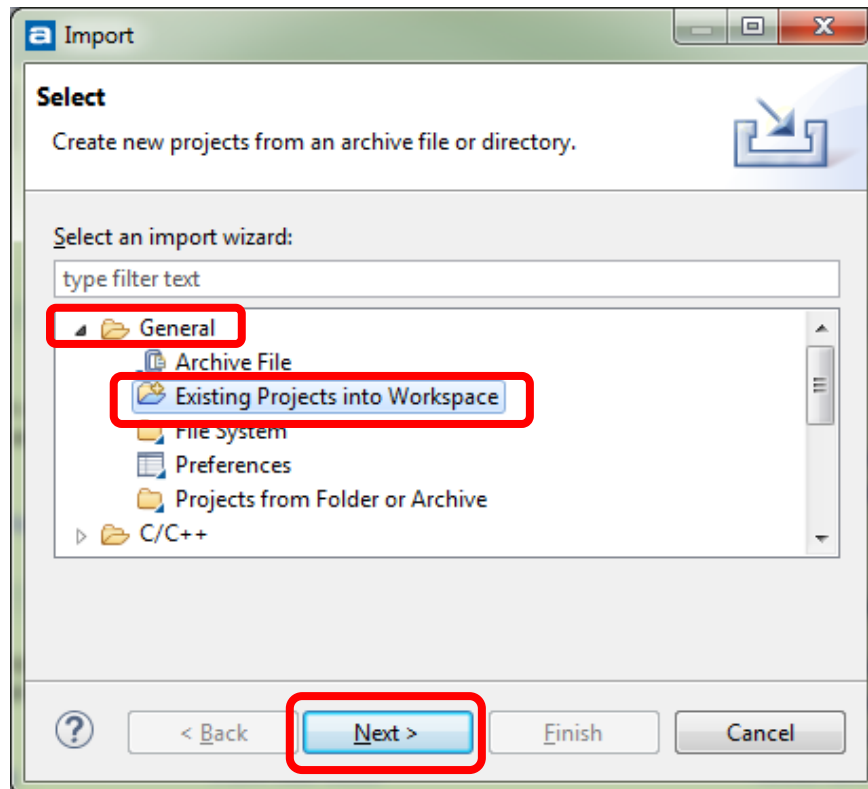 a Import
X
Select
Create new projects from an archive file or directory.
Select an import wizard:
type filter text
General
Archive File
Existing Projects into Workspace
File System
Preferences
Projects from Folder or Archive
C/C++
? < Back Next > Finish Cancel